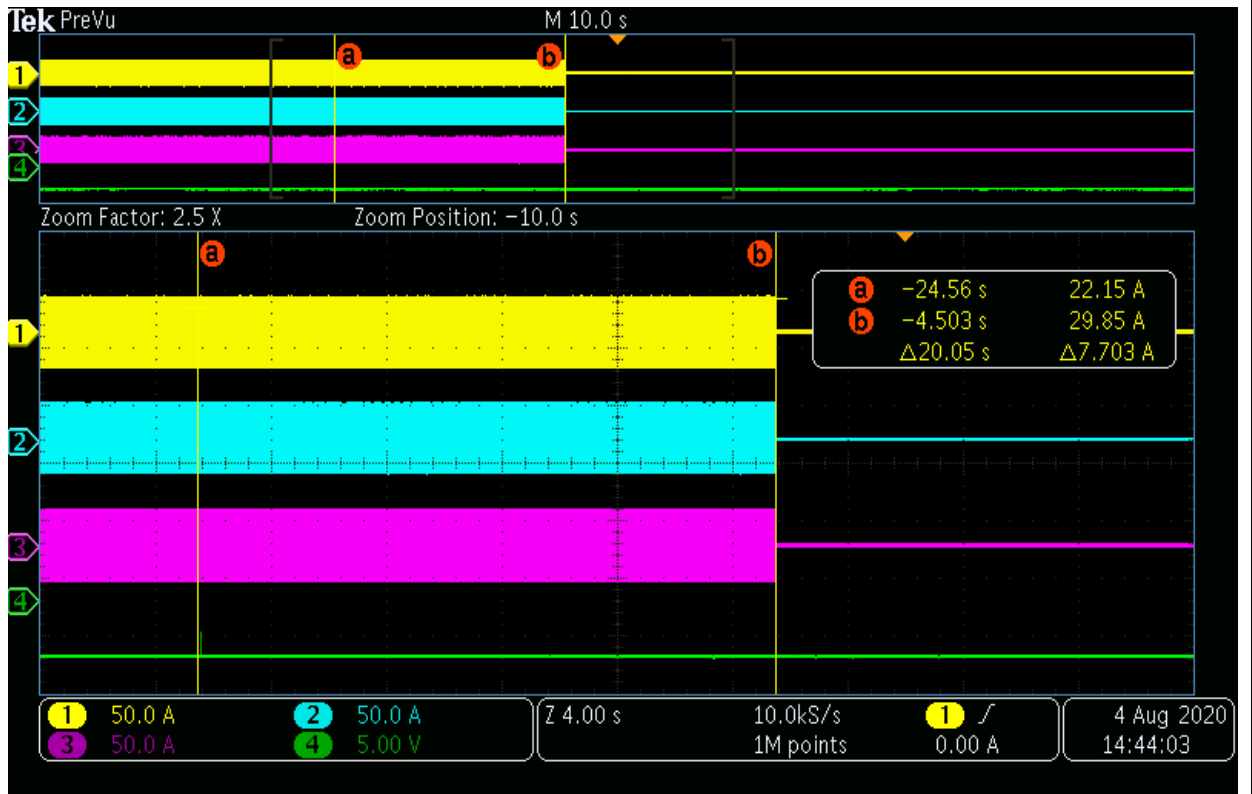 Tek PreVu M 10.0 s
a b
1
2
3
4
Zoom Factor: 2.5 X Zoom Position: −10.0 s
a b
a −24.56 s 22.15 A
b −4.503 s 29.85 A
Δ20.05 s Δ7.703 A
1
2
3
4
1 50.0 A 2 50.0 A Z 4.00 s 10.0kS/s 1 4 Aug 2020
3 50.0 A 4 5.00 V 1M points 0.00 A 14:44:03